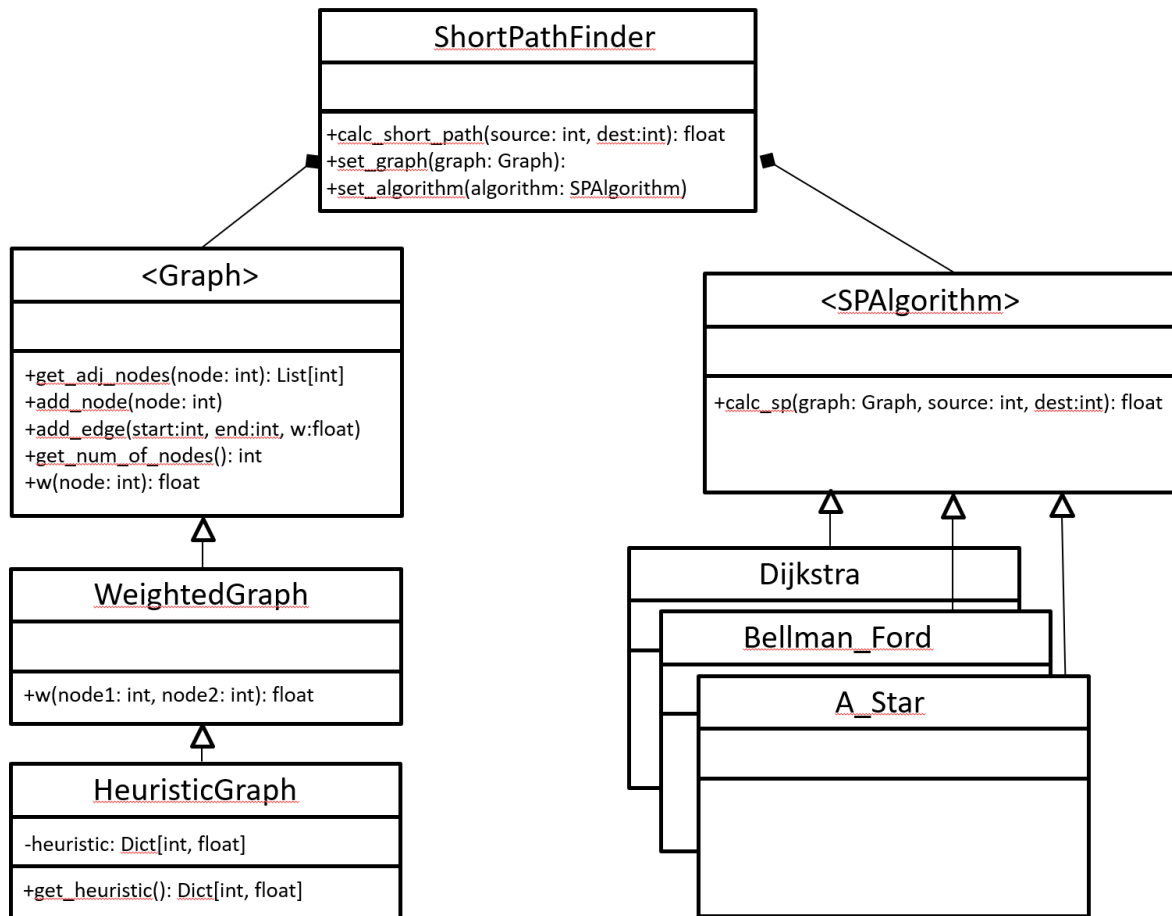 ShortPathFinder
+calc_short_path(source: int, dest:int): float
+set_graph(graph: Graph):
+set_algorithm(algorithm: SPAlgorithm)
<Graph>
+get_adj_nodes(node: int): List[int]
+add_node(node: int)
+add_edge(start:int, end:int, w:float)
+get_num_of_nodes(): int
+w(node: int): float
<SPAlgorithm>
+calc_sp(graph: Graph, source: int, dest:int): float
WeightedGraph
+w(node1: int, node2: int): float
HeuristicGraph
-heuristic: Dict[int, float]
+get_heuristic(): Dict[int, float]
Dijkstra
Bellman_Ford
A_Star